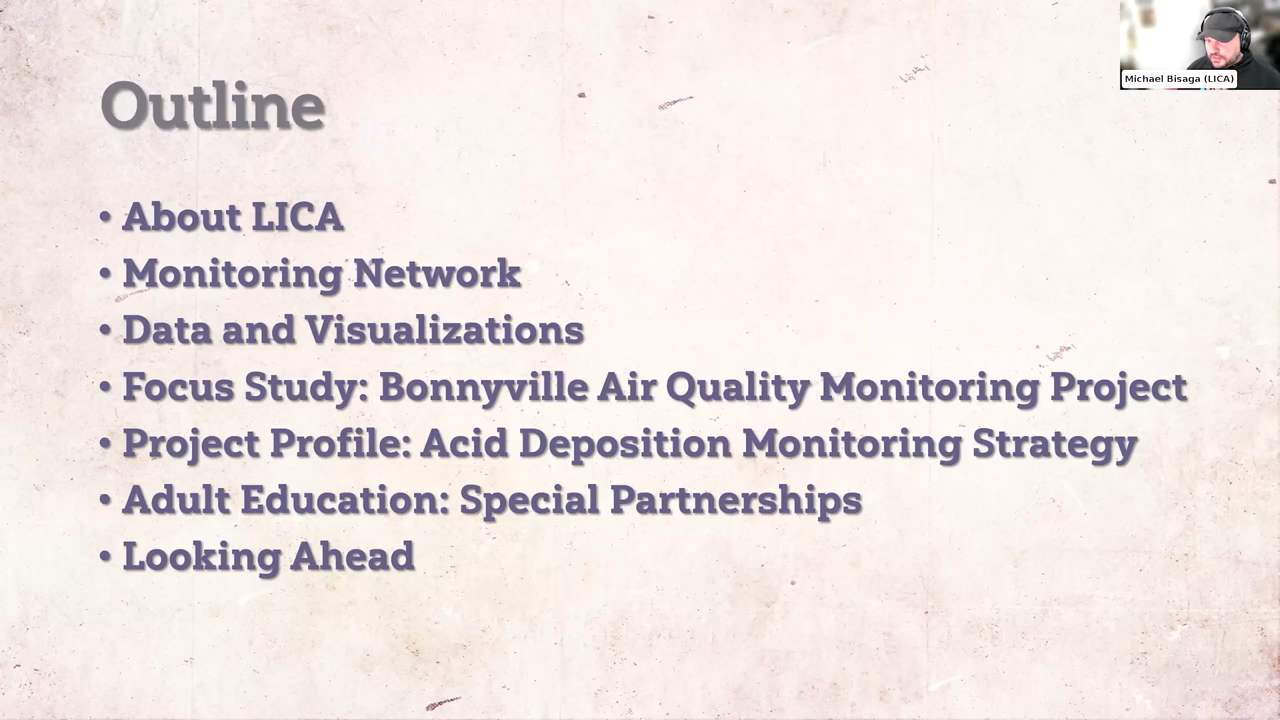 Michael Bisaga (LICA)
Outline
• About LICA
• Monitoring Network
• Data and Visualizations
• Focus Study: Bonnyville Air Quality Monitoring Project
• Project Profile: Acid Deposition Monitoring Strategy
• Adult Education: Special Partnerships
• Looking Ahead